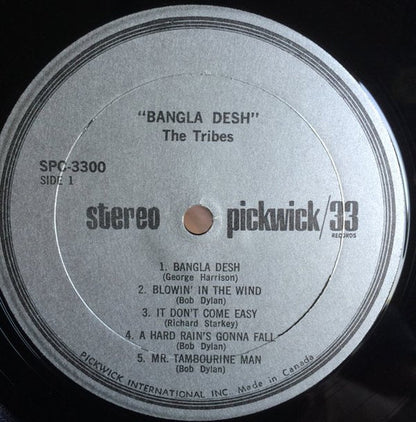 "BANGLA DESH"
The Tribes
SPC-3300
SIDE 1
stereo pickwick/33
RECORDS
1. BANGLA DESH
(George Harrison)
2. BLOWIN' IN THE WIND
(Bob Dylan)
3. IT DON'T COME EASY
(Richard Starkey)
4. A HARD RAIN'S GONNA FALL
(Bob Dylan)
5. MR. TAMBOURINE MAN
(Bob Dylan)
PICKWICK INTERNATIONAL INC. Made in Canada